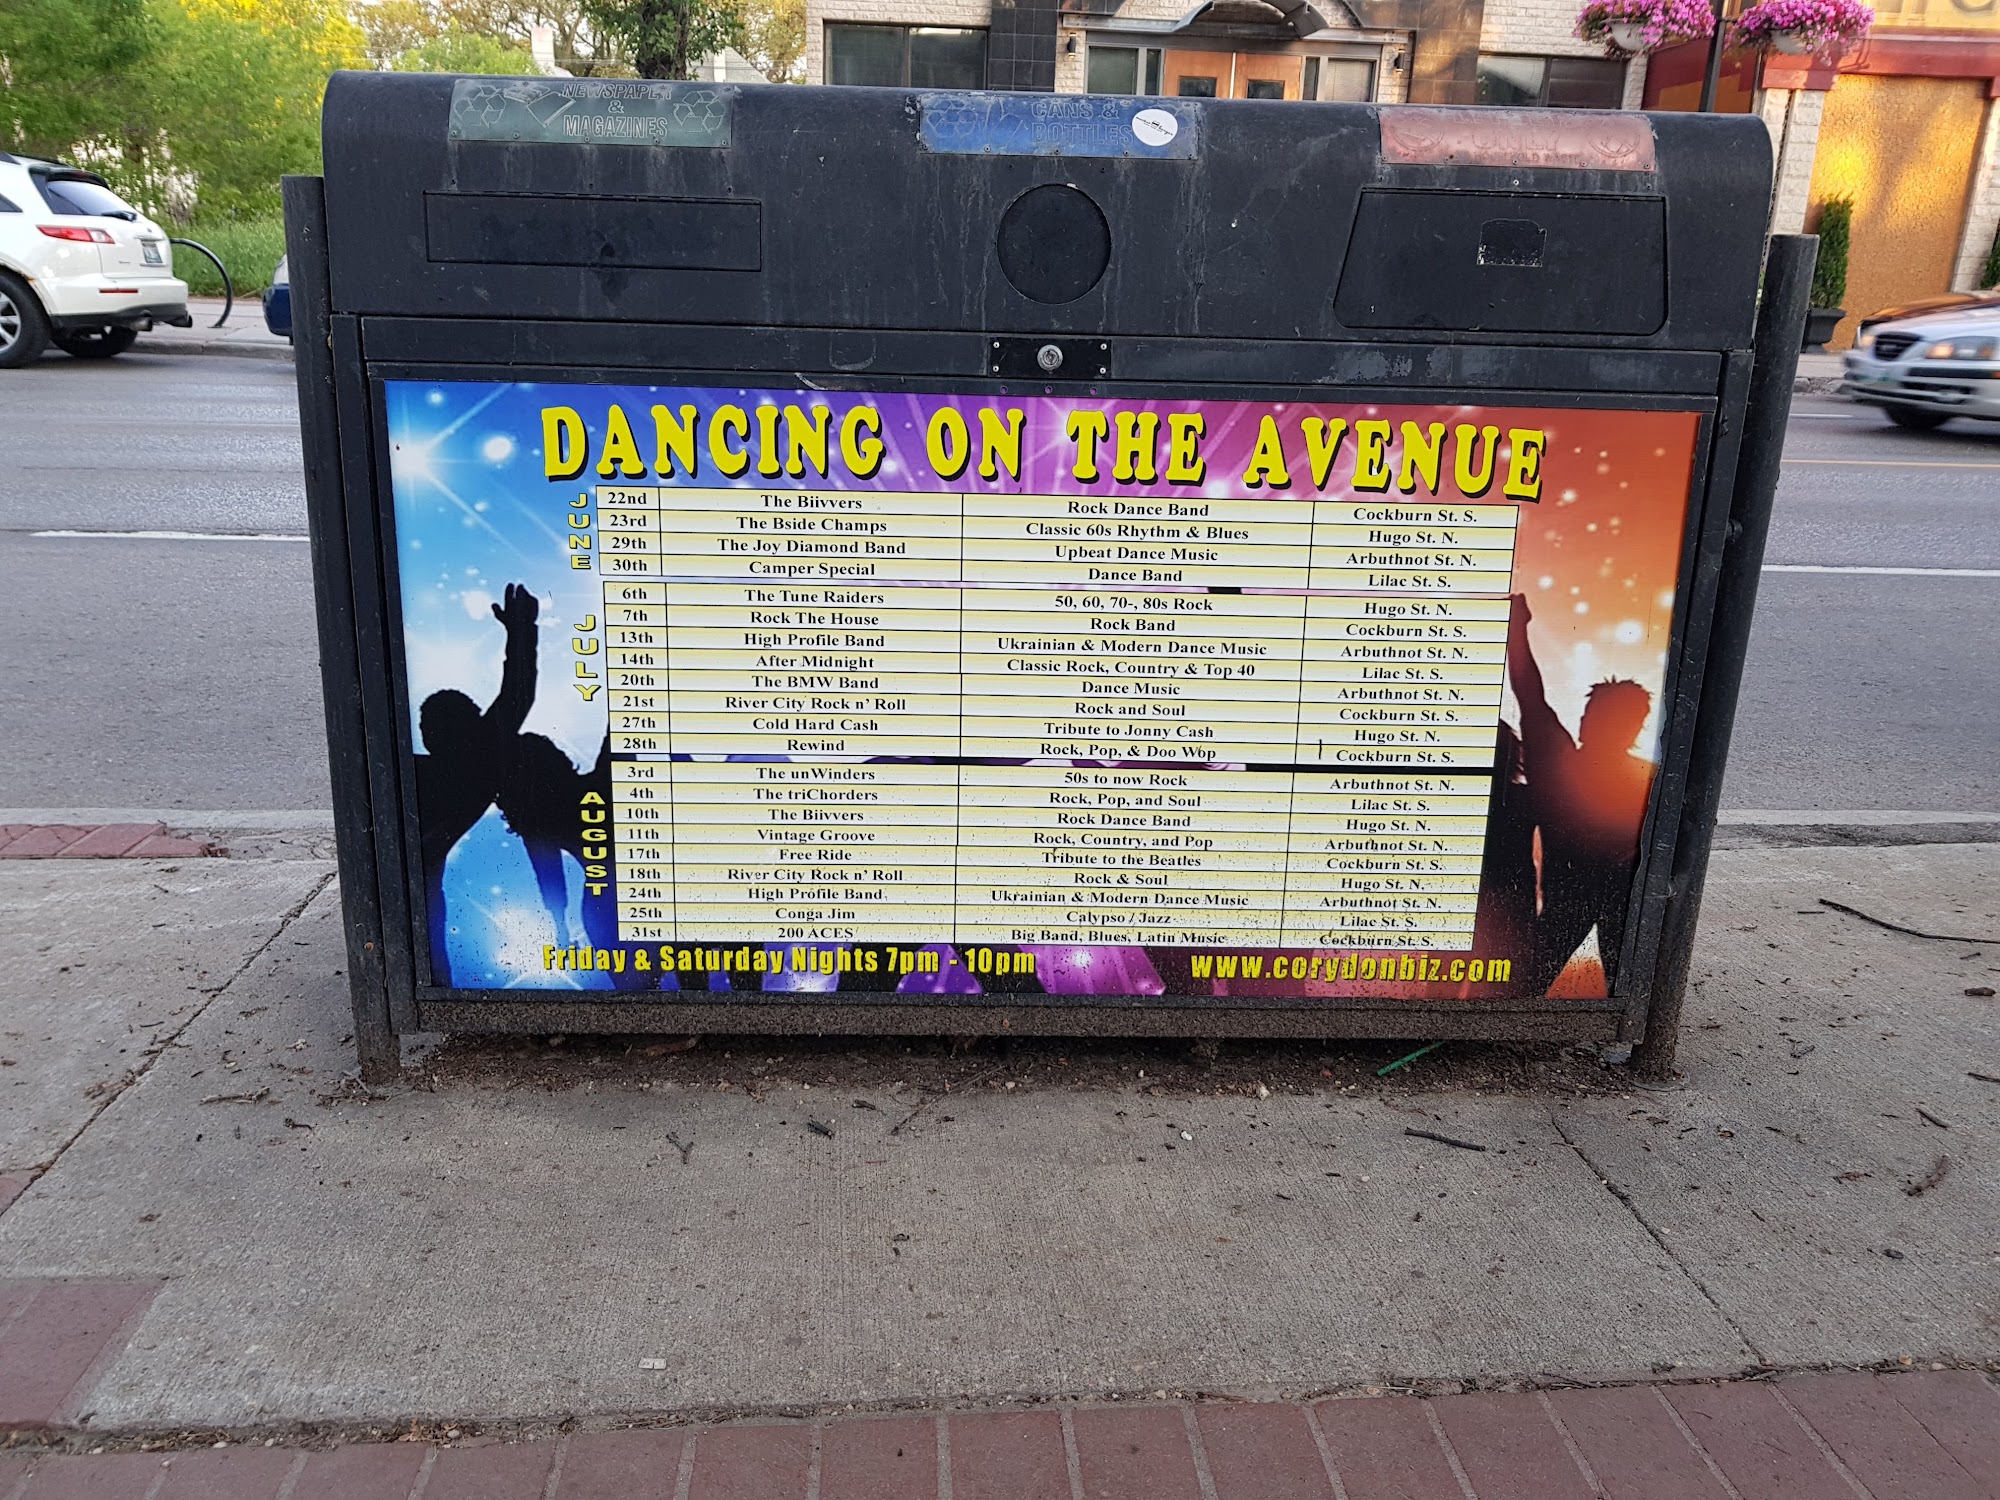 NEWSPAPER
&
MAGAZINES
CANS &
BOTTLES
ONLY
DANCING ON THE AVENUE
JUNE
22nd The Biivvers Rock Dance Band Cockburn St. S.
23rd The Bside Champs Classic 60s Rhythm & Blues Hugo St. N.
29th The Joy Diamond Band Upbeat Dance Music Arbuthnot St. N.
30th Camper Special Dance Band Lilac St. S.
JULY
6th The Tune Raiders 50, 60, 70-, 80s Rock Hugo St. N.
7th Rock The House Rock Band Cockburn St. S.
13th High Profile Band Ukrainian & Modern Dance Music Arbuthnot St. N.
14th After Midnight Classic Rock, Country & Top 40 Lilac St. S.
20th The BMW Band Dance Music Arbuthnot St. N.
21st River City Rock n' Roll Rock and Soul Cockburn St. S.
27th Cold Hard Cash Tribute to Jonny Cash Hugo St. N.
28th Rewind Rock, Pop, & Doo Wop Cockburn St. S.
AUGUST
3rd The unWinders 50s to now Rock Arbuthnot St. N.
4th The triChorders Rock, Pop, and Soul Lilac St. S.
10th The Biivvers Rock Dance Band Hugo St. N.
11th Vintage Groove Rock, Country, and Pop Arbuthnot St. N.
17th Free Ride Tribute to the Beatles Cockburn St. S.
18th River City Rock n' Roll Rock & Soul Hugo St. N.
24th High Profile Band Ukrainian & Modern Dance Music Arbuthnot St. N.
25th Conga Jim Calypso / Jazz Lilac St. S.
31st 200 ACES Big Band, Blues, Latin Music Cockburn St. S.
Friday & Saturday Nights 7pm - 10pm www.corydonbiz.com